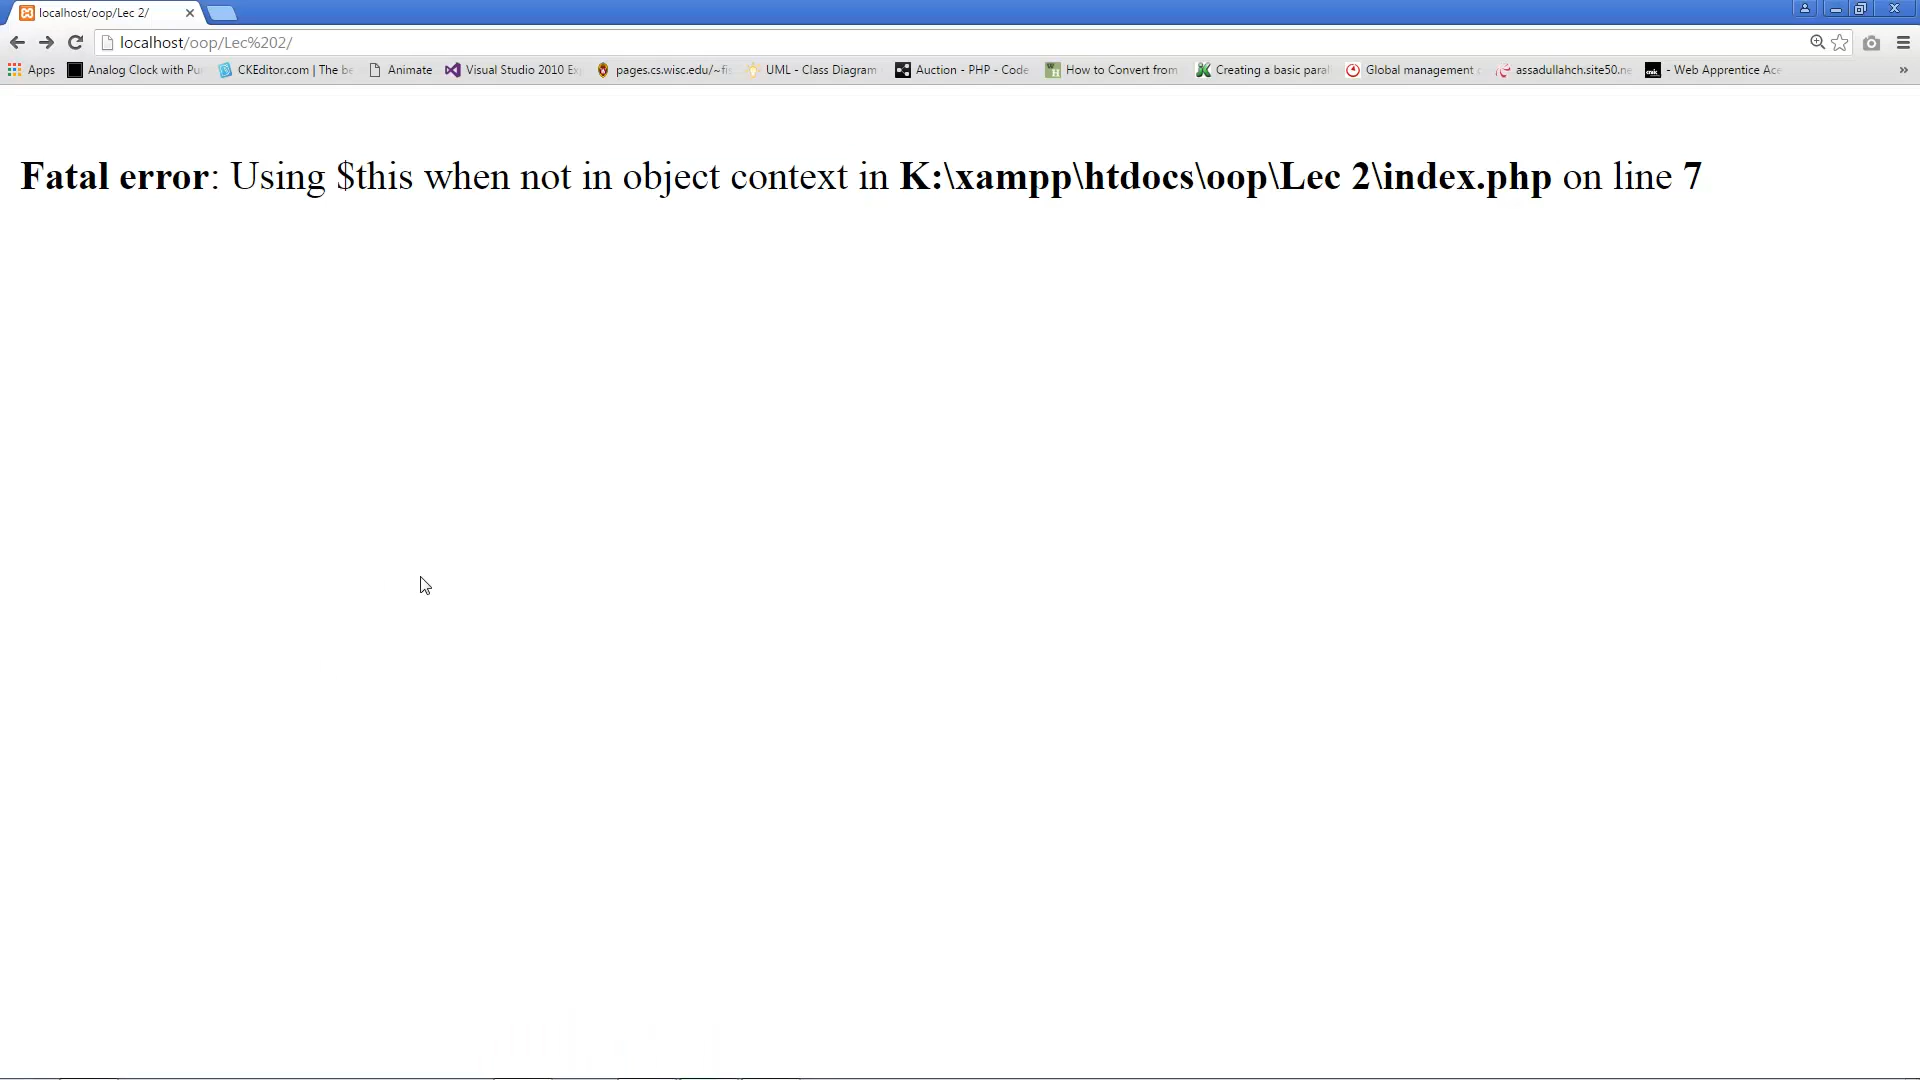 localhost/oop/Lec 2/
localhost/oop/Lec%202/
Apps Analog Clock with Pu CKEditor.com | The be Animate Visual Studio 2010 Ex pages.cs.wisc.edu/~fi UML - Class Diagram Auction - PHP - Code How to Convert from Creating a basic paral Global management assadullahch.site50.ne - Web Apprentice Ace »
Fatal error: Using $this when not in object context in K:\xampp\htdocs\oop\Lec 2\index.php on line 7